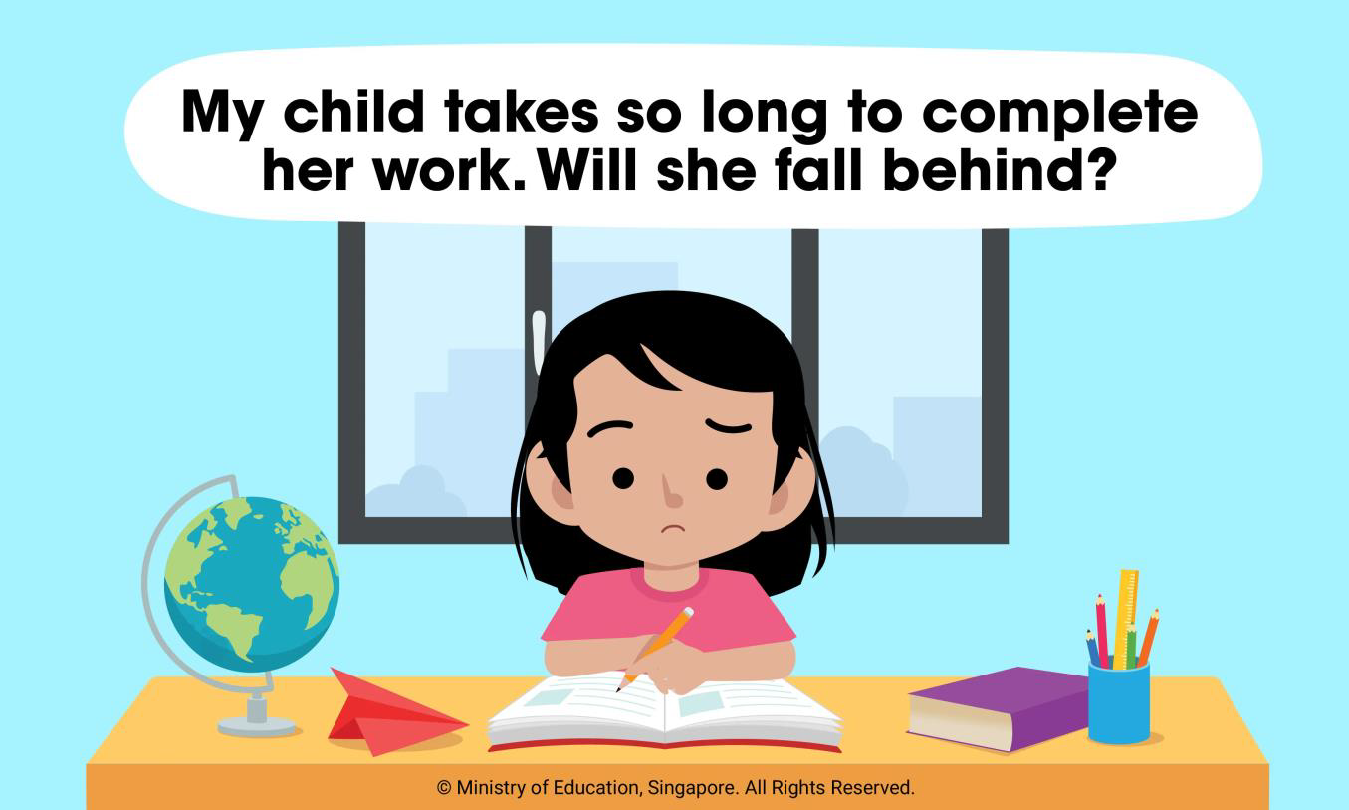 My child takes so long to complete
her work. Will she fall behind?
© Ministry of Education, Singapore. All Rights Reserved.